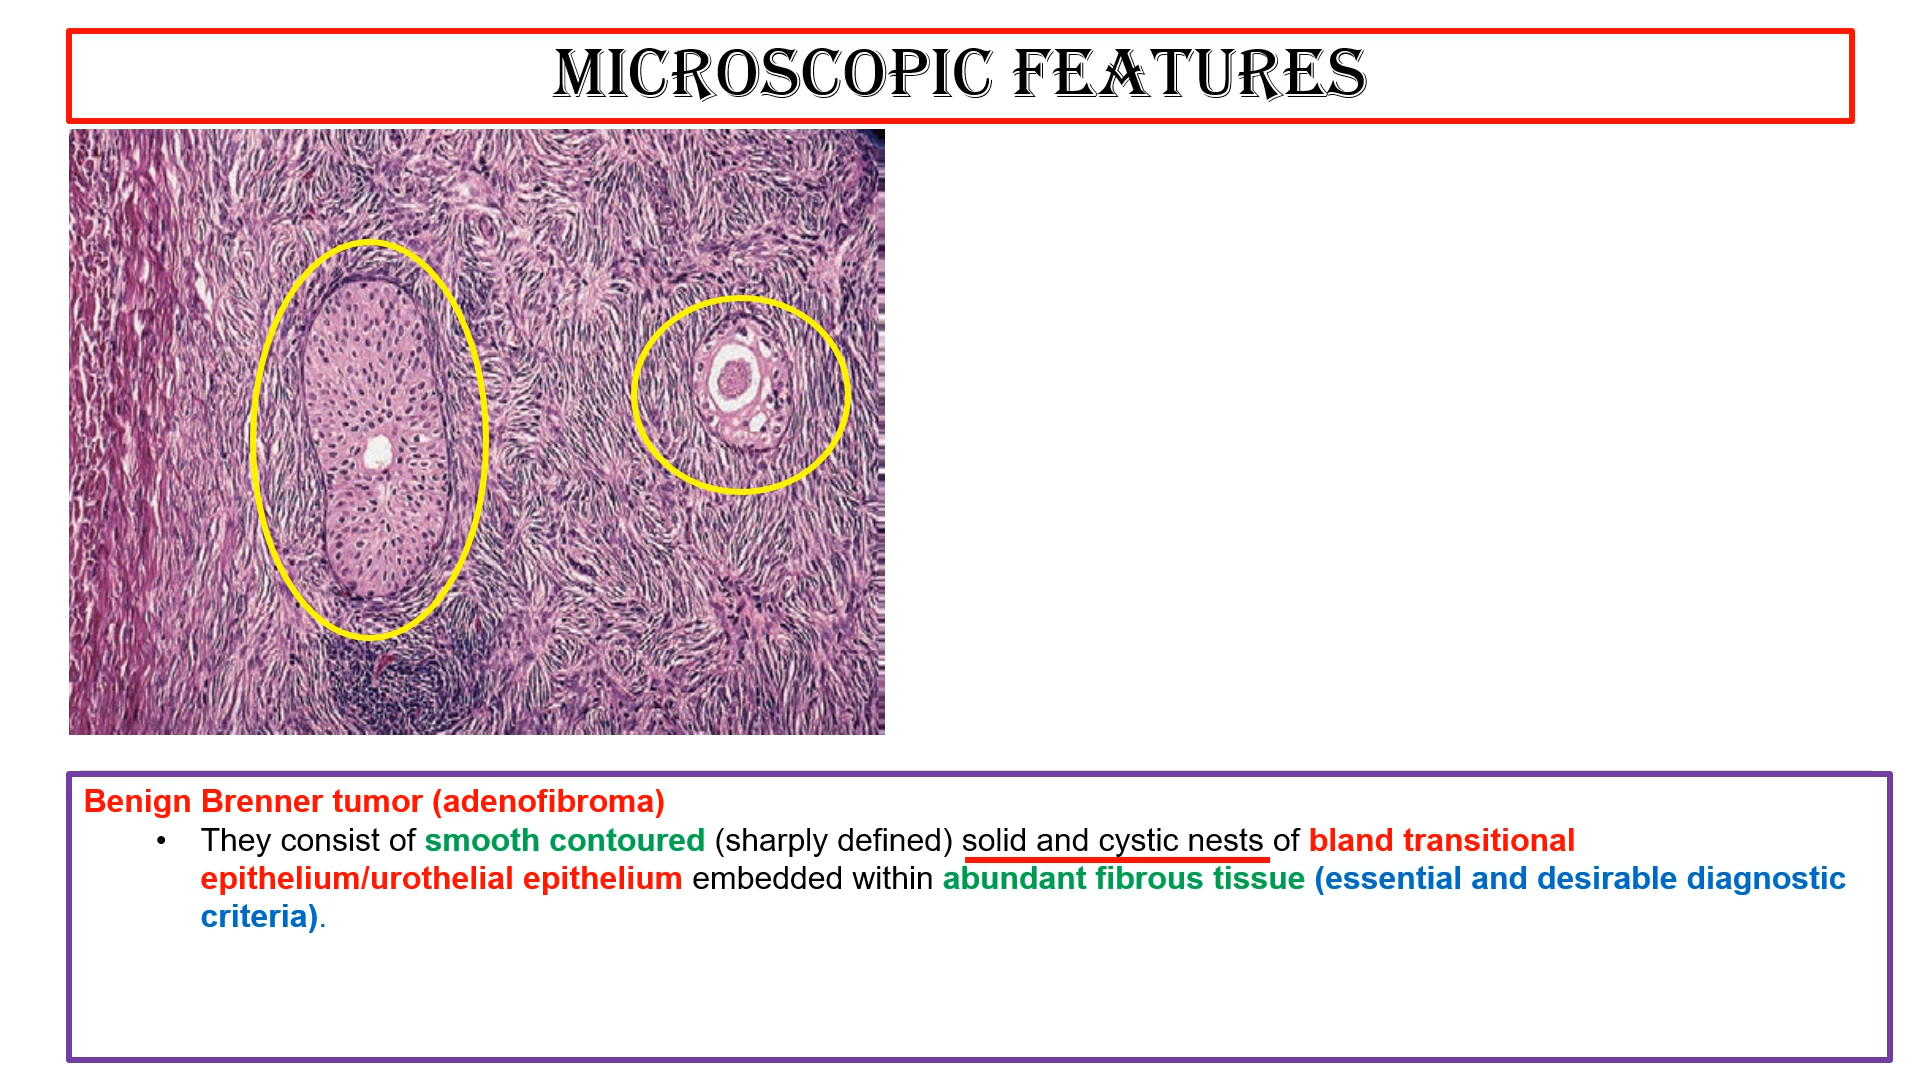 MICROSCOPIC FEATURES
Benign Brenner tumor (adenofibroma)
• They consist of smooth contoured (sharply defined) solid and cystic nests of bland transitional
epithelium/urothelial epithelium embedded within abundant fibrous tissue (essential and desirable diagnostic
criteria).